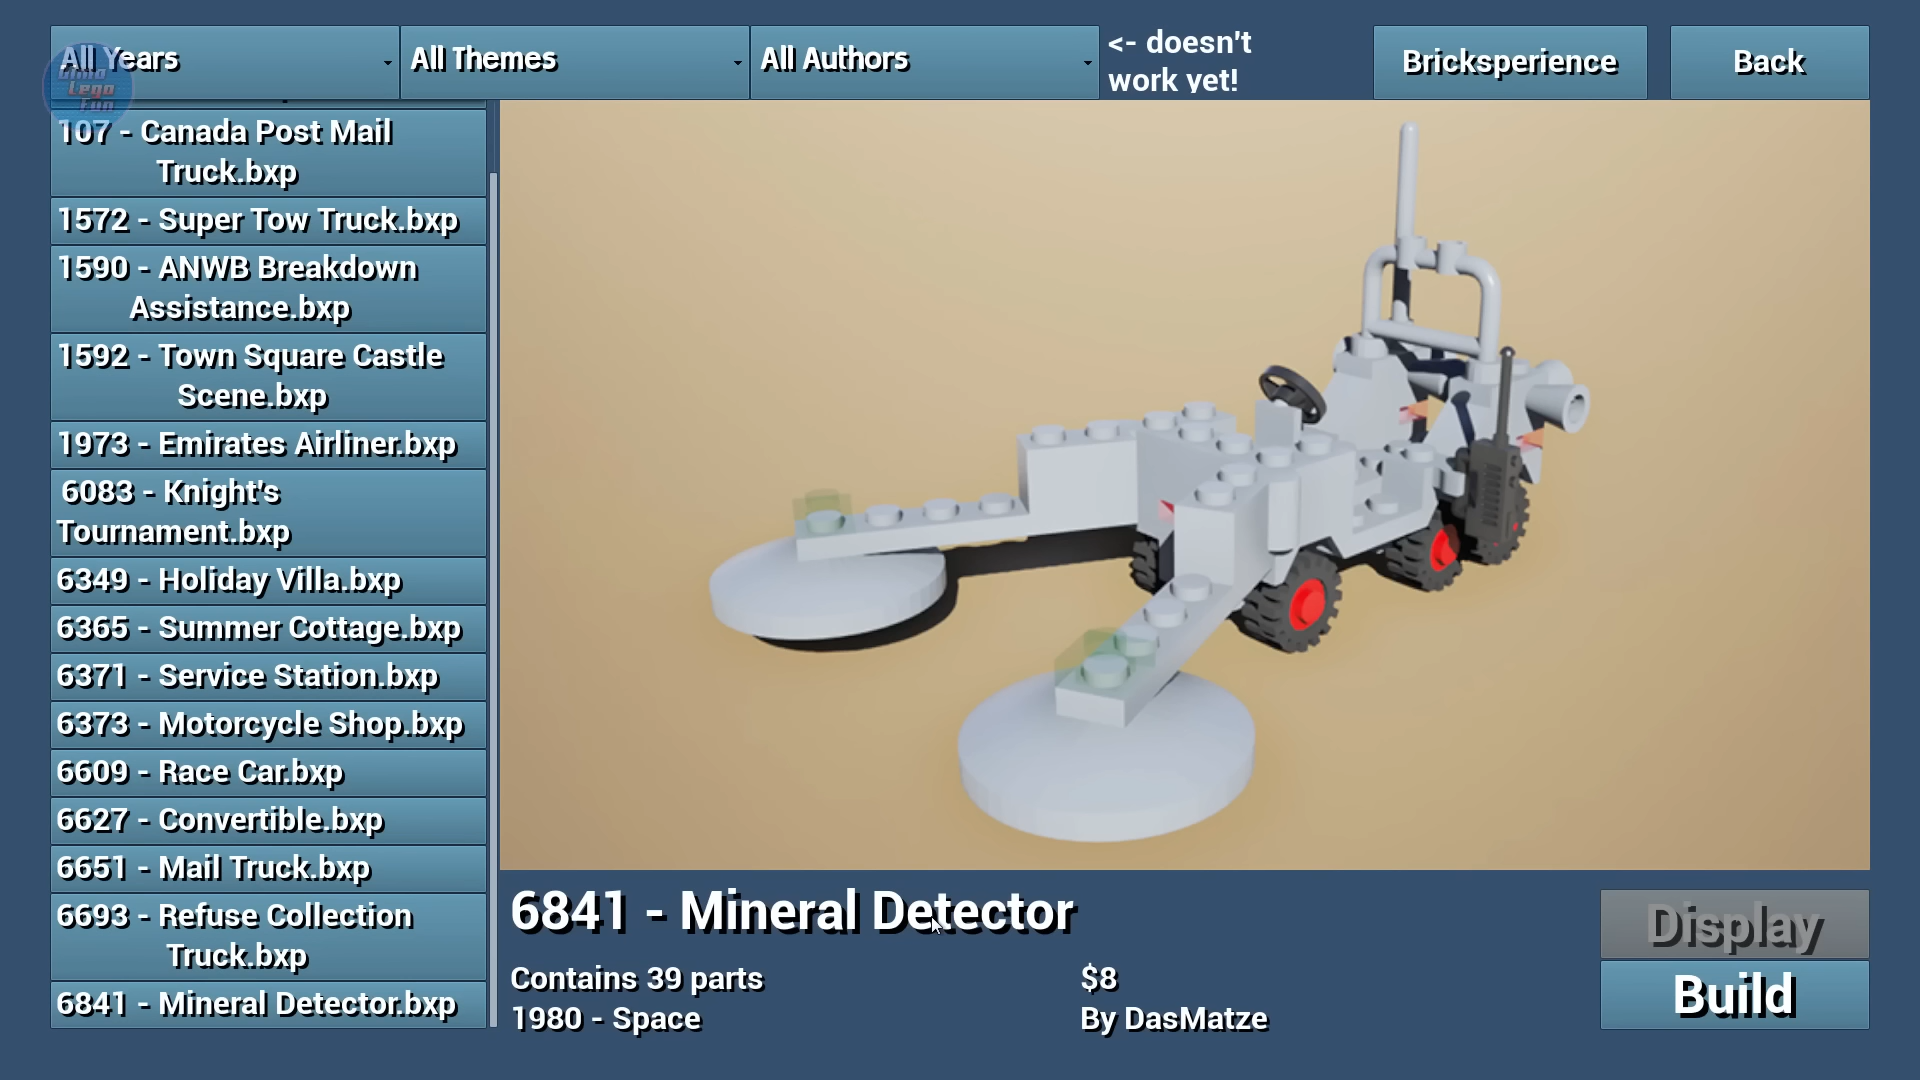 All Years
All Themes
All Authors
<- doesn't
work yet!
Bricksperience
Back
Gimo
Lego
Fun
107 - Canada Post Mail
Truck.bxp
1572 - Super Tow Truck.bxp
1590 - ANWB Breakdown
Assistance.bxp
1592 - Town Square Castle
Scene.bxp
1973 - Emirates Airliner.bxp
6083 - Knight's
Tournament.bxp
6349 - Holiday Villa.bxp
6365 - Summer Cottage.bxp
6371 - Service Station.bxp
6373 - Motorcycle Shop.bxp
6609 - Race Car.bxp
6627 - Convertible.bxp
6651 - Mail Truck.bxp
6693 - Refuse Collection
Truck.bxp
6841 - Mineral Detector.bxp
6841 - Mineral Detector
Contains 39 parts
$8
1980 - Space
By DasMatze
Display
Build